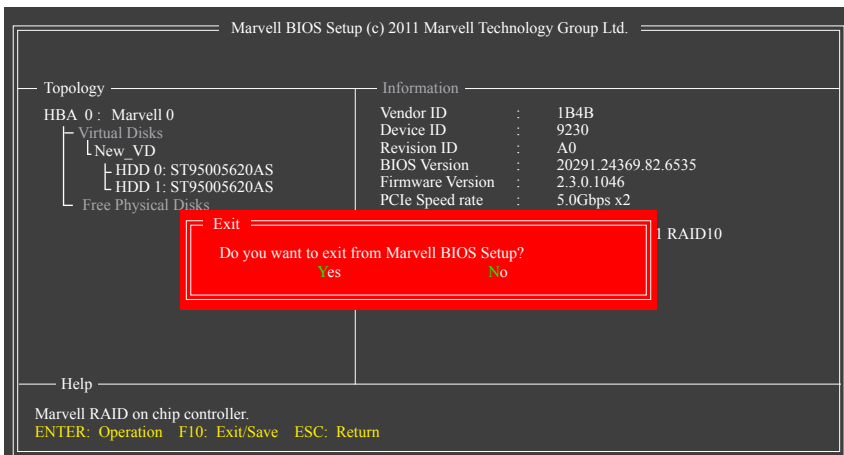 Marvell BIOS Setup (c) 2011 Marvell Technology Group Ltd.
Topology
HBA 0 : Marvell 0
Virtual Disks
New_VD
HDD 0: ST95005620AS
HDD 1: ST95005620AS
Free Physical Disks
Information
Vendor ID : 1B4B
Device ID : 9230
Revision ID : A0
BIOS Version : 20291.24369.82.6535
Firmware Version : 2.3.0.1046
PCIe Speed rate : 5.0Gbps x2
1 RAID10
Exit
Do you want to exit from Marvell BIOS Setup?
Yes No
Help
Marvell RAID on chip controller.
ENTER: Operation F10: Exit/Save ESC: Return